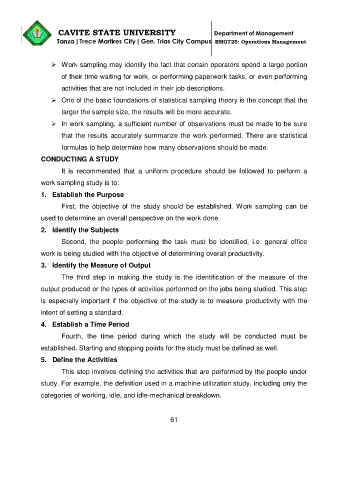 CAVITE STATE UNIVERSITY
Department of Management
Tanza |Trece Martires City | Gen. Trias City Campus
BMGT25: Operations Management
➢ Work sampling may identify the fact that certain operators spend a large portion
of their time waiting for work, or performing paperwork tasks, or even performing
activities that are not included in their job descriptions.
➢ One of the basic foundations of statistical sampling theory is the concept that the
larger the sample size, the results will be more accurate.
➢ In work sampling, a sufficient number of observations must be made to be sure
that the results accurately summarize the work performed. There are statistical
formulas to help determine how many observations should be made.
CONDUCTING A STUDY
It is recommended that a uniform procedure should be followed to perform a
work sampling study is to:
1. Establish the Purpose
First, the objective of the study should be established. Work sampling can be
used to determine an overall perspective on the work done.
2. Identify the Subjects
Second, the people performing the task must be identified, i.e. general office
work is being studied with the objective of determining overall productivity.
3. Identify the Measure of Output
The third step in making the study is the identification of the measure of the
output produced or the types of activities performed on the jobs being studied. This step
is especially important if the objective of the study is to measure productivity with the
intent of setting a standard.
4. Establish a Time Period
Fourth, the time period during which the study will be conducted must be
established. Starting and stopping points for the study must be defined as well.
5. Define the Activities
This step involves defining the activities that are performed by the people under
study. For example, the definition used in a machine utilization study, including only the
categories of working, idle, and idle-mechanical breakdown.
61